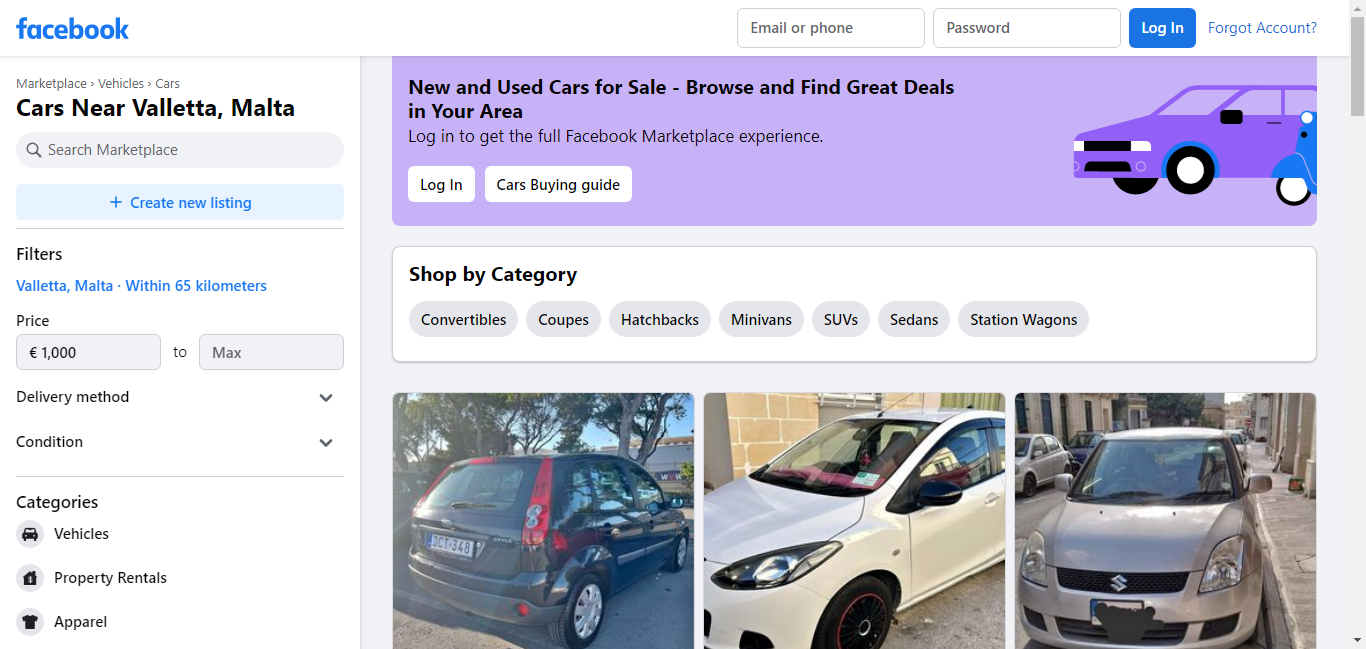 facebook
Email or phone
Password
Log In
Forgot Account?
Marketplace › Vehicles › Cars
Cars Near Valletta, Malta
Search Marketplace
+ Create new listing
Filters
Valletta, Malta · Within 65 kilometers
Price
€ 1,000
to
Max
Delivery method
Condition
Categories
Vehicles
Property Rentals
Apparel
New and Used Cars for Sale - Browse and Find Great Deals
in Your Area
Log in to get the full Facebook Marketplace experience.
Log In
Cars Buying guide
Shop by Category
Convertibles
Coupes
Hatchbacks
Minivans
SUVs
Sedans
Station Wagons
DCT-348